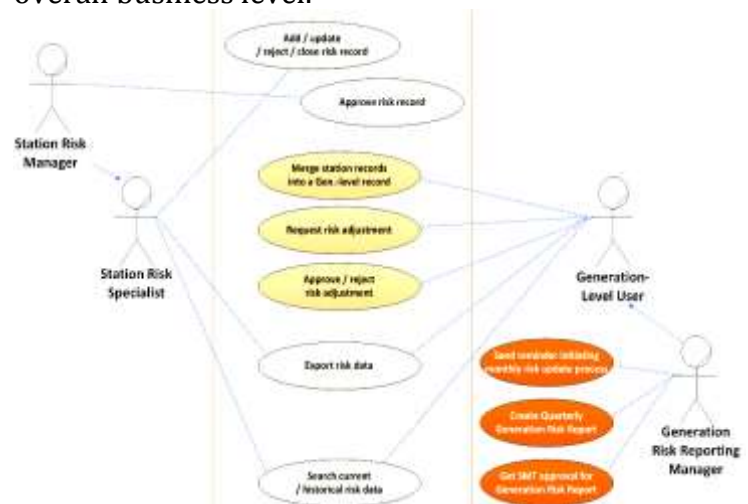 overall business level.
Add / update
/ reject / close risk record
Approve risk record
Station Risk
Manager
Merge station records
into a Gen.-level record
Request risk adjustment
Station Risk
Specialist
Approve / reject
risk adjustment
Generation-
Level User
Export risk data
Send reminder initiating
monthly risk update process
Create Quarterly
Generation Risk Report
Generation
Risk Reporting
Manager
Search current
/ historical risk data
Get SMT approval for
Generation Risk Report